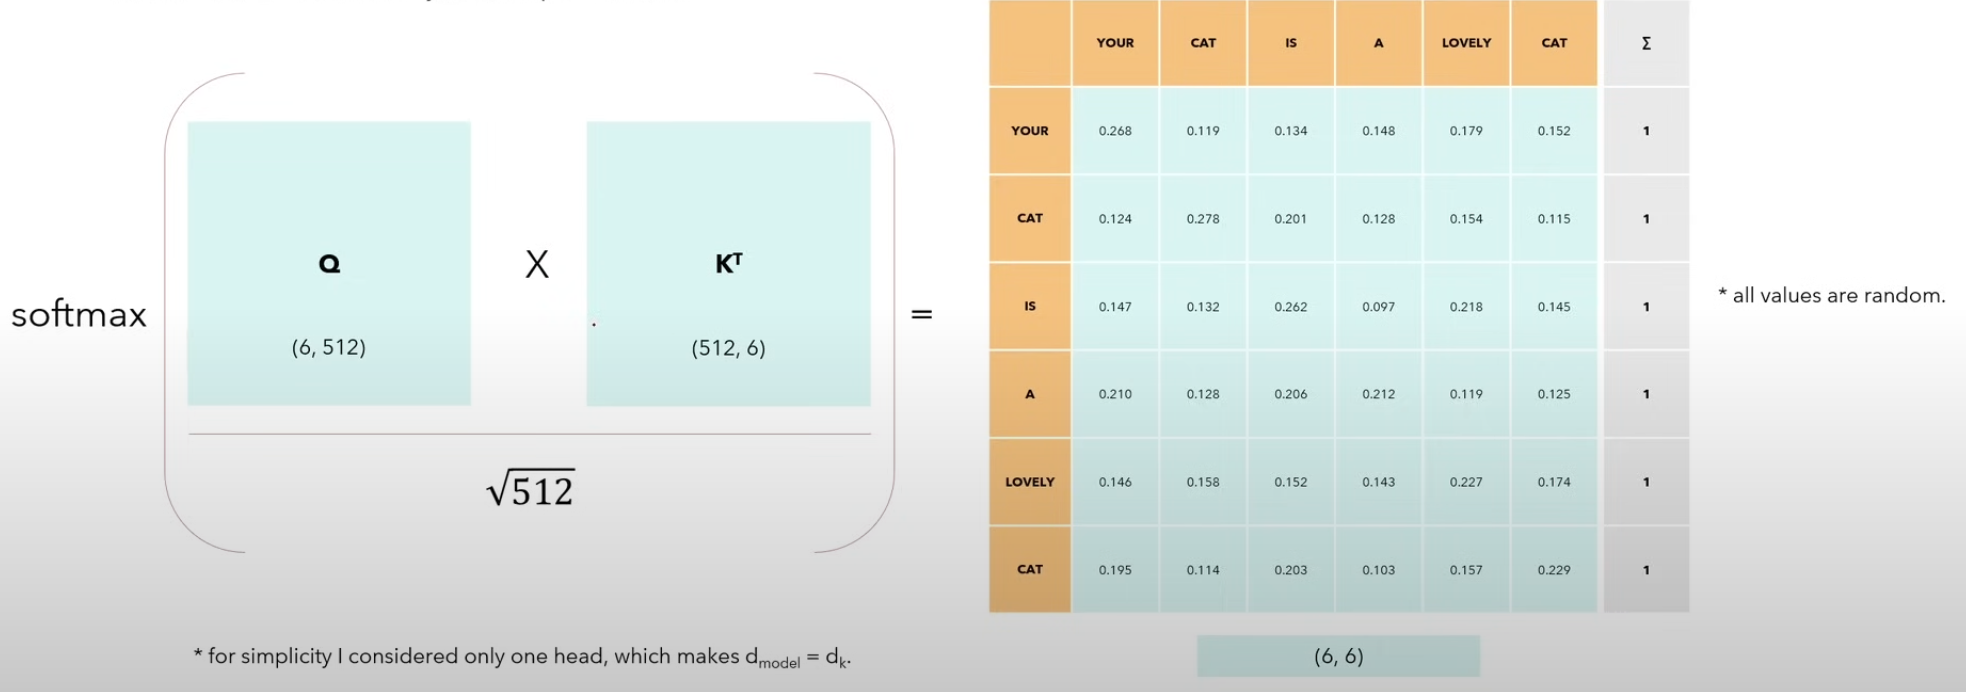 softmax
Q
(6, 512)
X
Kᵀ
(512, 6)
√512
=
YOUR CAT IS A LOVELY CAT Σ
YOUR 0.268 0.119 0.134 0.148 0.179 0.152 1
CAT 0.124 0.278 0.201 0.128 0.154 0.115 1
IS 0.147 0.132 0.262 0.097 0.218 0.145 1
A 0.210 0.128 0.206 0.212 0.119 0.125 1
LOVELY 0.146 0.158 0.152 0.143 0.227 0.174 1
CAT 0.195 0.114 0.203 0.103 0.157 0.229 1
* all values are random.
* for simplicity I considered only one head, which makes d_model = d_k.
(6, 6)